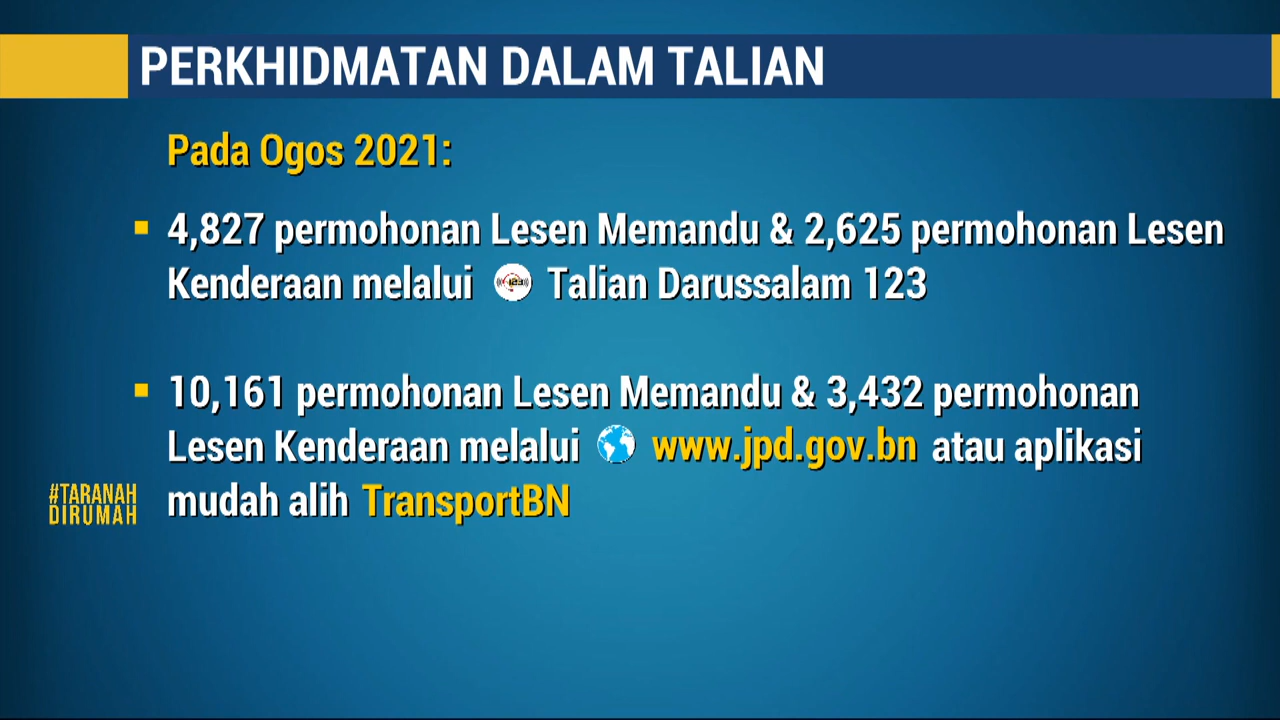 PERKHIDMATAN DALAM TALIAN
Pada Ogos 2021:
4,827 permohonan Lesen Memandu & 2,625 permohonan Lesen
Kenderaan melalui 123 Talian Darussalam 123
10,161 permohonan Lesen Memandu & 3,432 permohonan
Lesen Kenderaan melalui www.jpd.gov.bn atau aplikasi
mudah alih TransportBN
#TARANAH
DIRUMAH